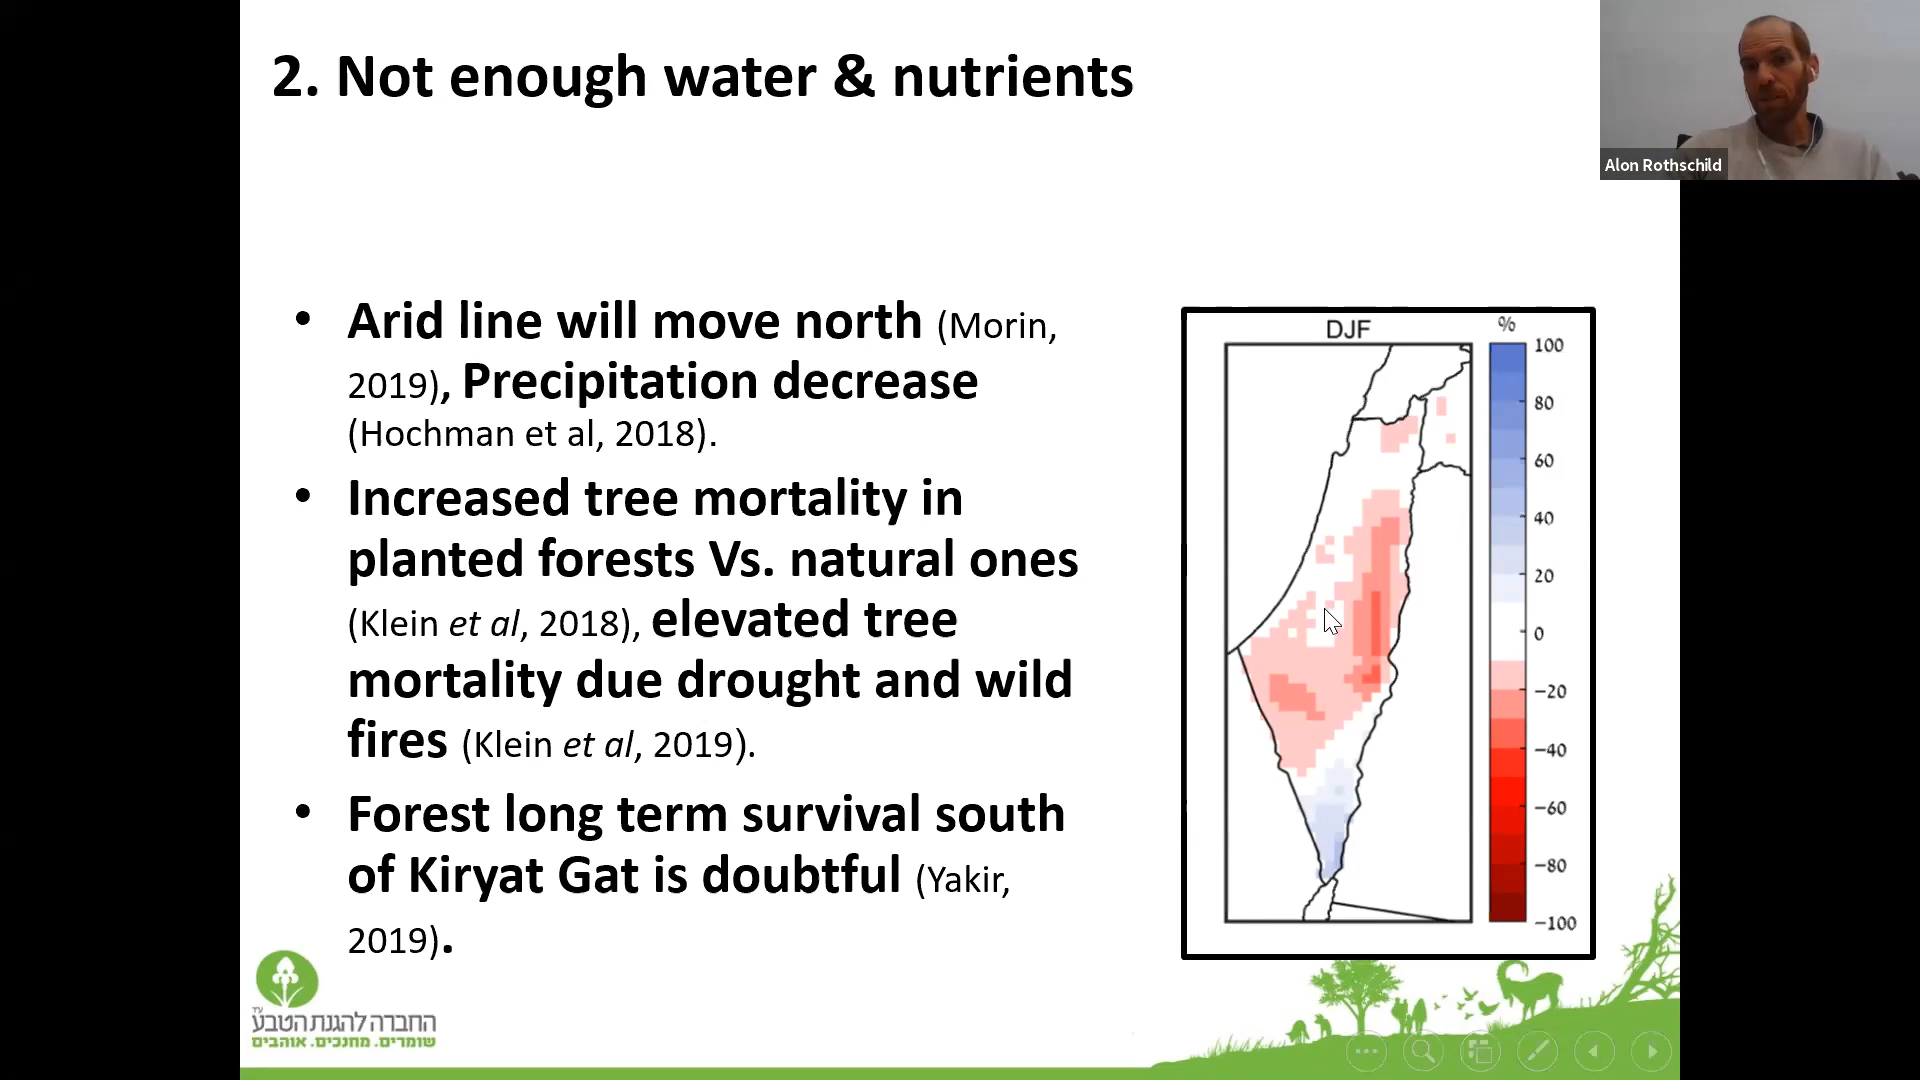 2. Not enough water & nutrients
Alon Rothschild
• Arid line will move north (Morin,
2019), Precipitation decrease
(Hochman et al, 2018).
• Increased tree mortality in
planted forests Vs. natural ones
(Klein et al, 2018), elevated tree
mortality due drought and wild
fires (Klein et al, 2019).
• Forest long term survival south
of Kiryat Gat is doubtful (Yakir,
2019).
DJF
%
100
80
60
40
20
0
−20
−40
−60
−80
−100
החברה להגנת הטבע
שומרים. מחנכים. אוהבים